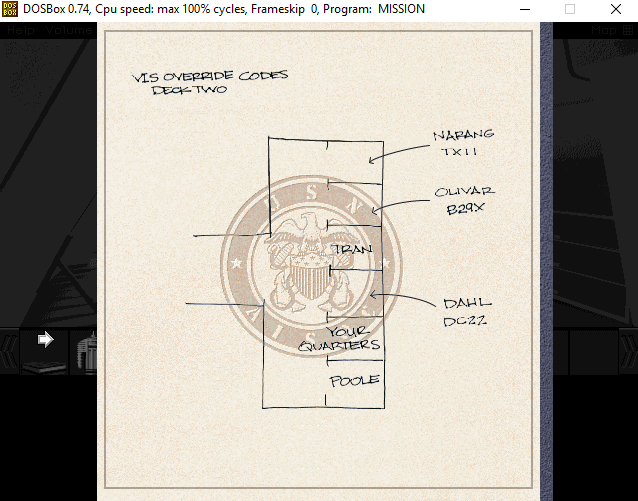 DOSBox 0.74, Cpu speed: max 100% cycles, Frameskip 0, Program: MISSION
Help Volume
Map
VIS OVERRIDE CODES
DECK TWO
NARANG
TX11
OLIVAR
B29X
TRAN
DAHL
DC22
YOUR
QUARTERS
POOLE
USN